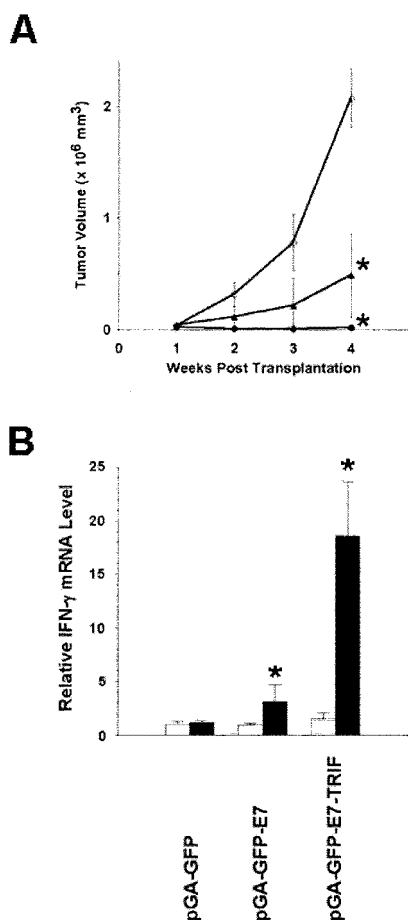 A
Tumor Volume (x 10⁶ mm³)
2
1
0
0 1 2 3 4
Weeks Post Transplantation
*
*
B
Relative IFN-γ mRNA Level
25
20
15
10
5
0
*
*
pGA-GFP
pGA-GFP-E7
pGA-GFP-E7-TRIF